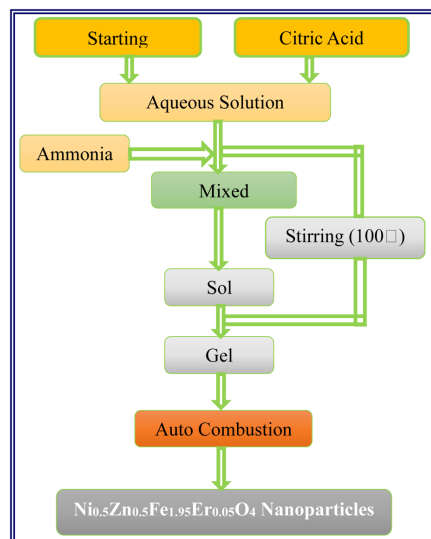 Starting
Citric Acid
Aqueous Solution
Ammonia
Mixed
Stirring (100□)
Sol
Gel
Auto Combustion
Ni₀.₅Zn₀.₅Fe₁.₉₅Er₀.₀₅O₄ Nanoparticles